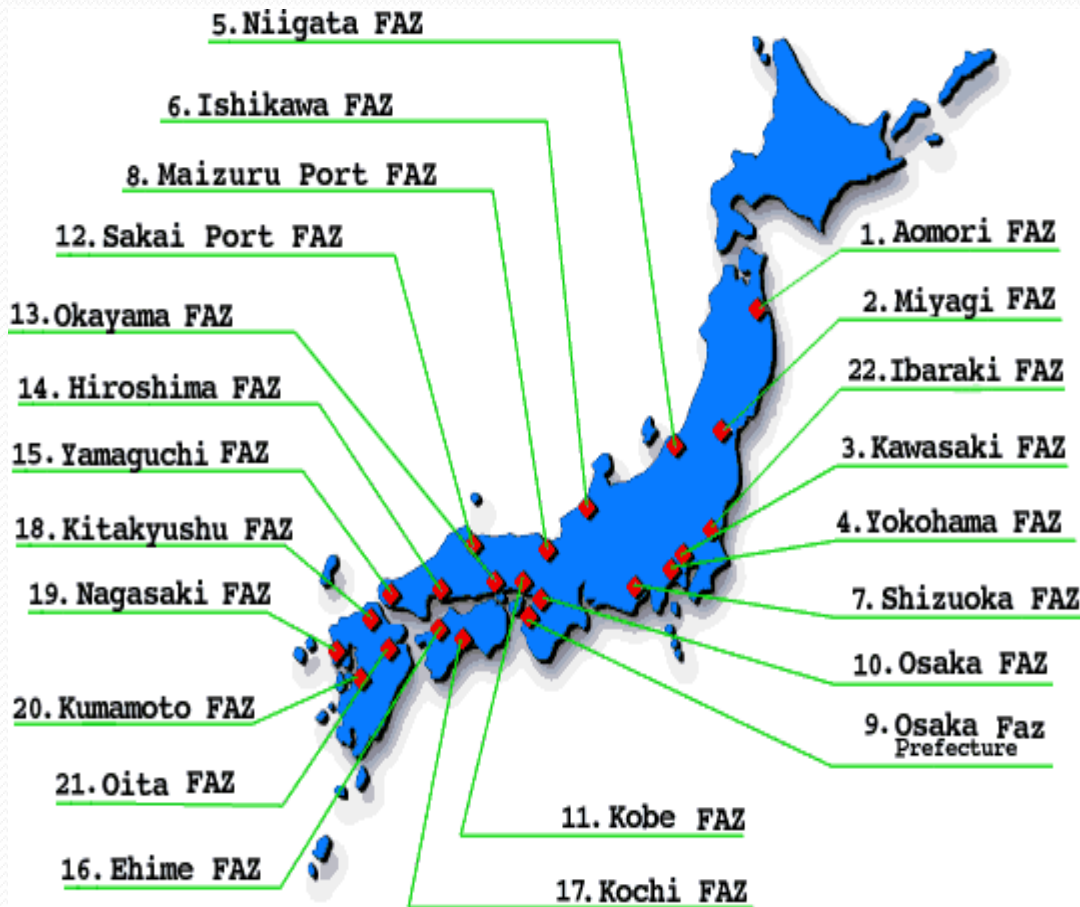 5.Niigata FAZ
6.Ishikawa FAZ
8.Maizuru Port FAZ
12.Sakai Port FAZ
13.Okayama FAZ
14.Hiroshima FAZ
15.Yamaguchi FAZ
18.Kitakyushu FAZ
19.Nagasaki FAZ
20.Kumamoto FAZ
21.Oita FAZ
16.Ehime FAZ
1.Aomori FAZ
2.Miyagi FAZ
22.Ibaraki FAZ
3.Kawasaki FAZ
4.Yokohama FAZ
7.Shizuoka FAZ
10.Osaka FAZ
9.Osaka Faz
Prefecture
11.Kobe FAZ
17.Kochi FAZ